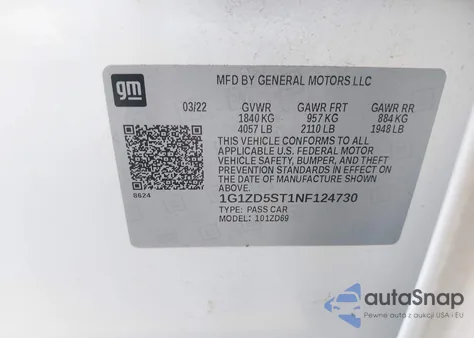 gm
MFD BY GENERAL MOTORS LLC
03/22 GVWR GAWR FRT GAWR RR
1840 KG 957 KG 884 KG
4057 LB 2110 LB 1948 LB
THIS VEHICLE CONFORMS TO ALL
APPLICABLE U.S. FEDERAL MOTOR
VEHICLE SAFETY, BUMPER, AND THEFT
PREVENTION STANDARDS IN EFFECT ON
THE DATE OF MANUFACTURE SHOWN ABOVE.
8624
1G1ZD5ST1NF124730
TYPE: PASS CAR
MODEL: 101ZD69
autoSnap
Pewne auto z aukcji USA i EU